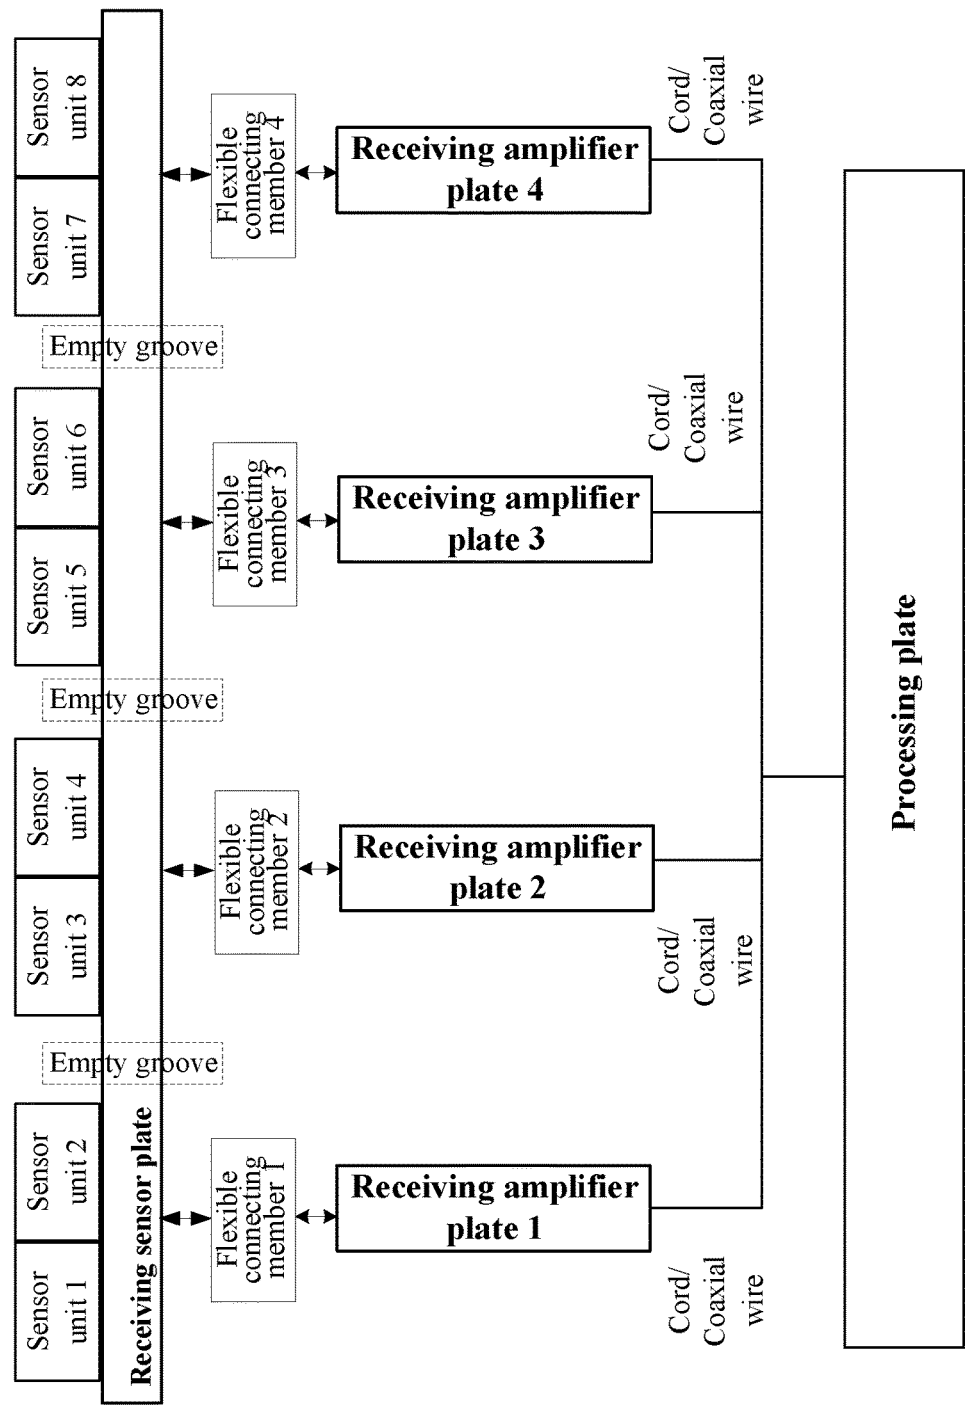 Sensor
unit 8
Sensor
unit 7
Empty groove
Sensor
unit 6
Sensor
unit 5
Empty groove
Sensor
unit 4
Sensor
unit 3
Empty groove
Sensor
unit 2
Sensor
unit 1
Receiving sensor plate
Flexible
connecting
member 4
Flexible
connecting
member 3
Flexible
connecting
member 2
Flexible
connecting
member 1
Receiving amplifier
plate 4
Receiving amplifier
plate 3
Receiving amplifier
plate 2
Receiving amplifier
plate 1
Cord/
Coaxial
wire
Cord/
Coaxial
wire
Cord/
Coaxial
wire
Cord/
Coaxial
wire
Processing plate